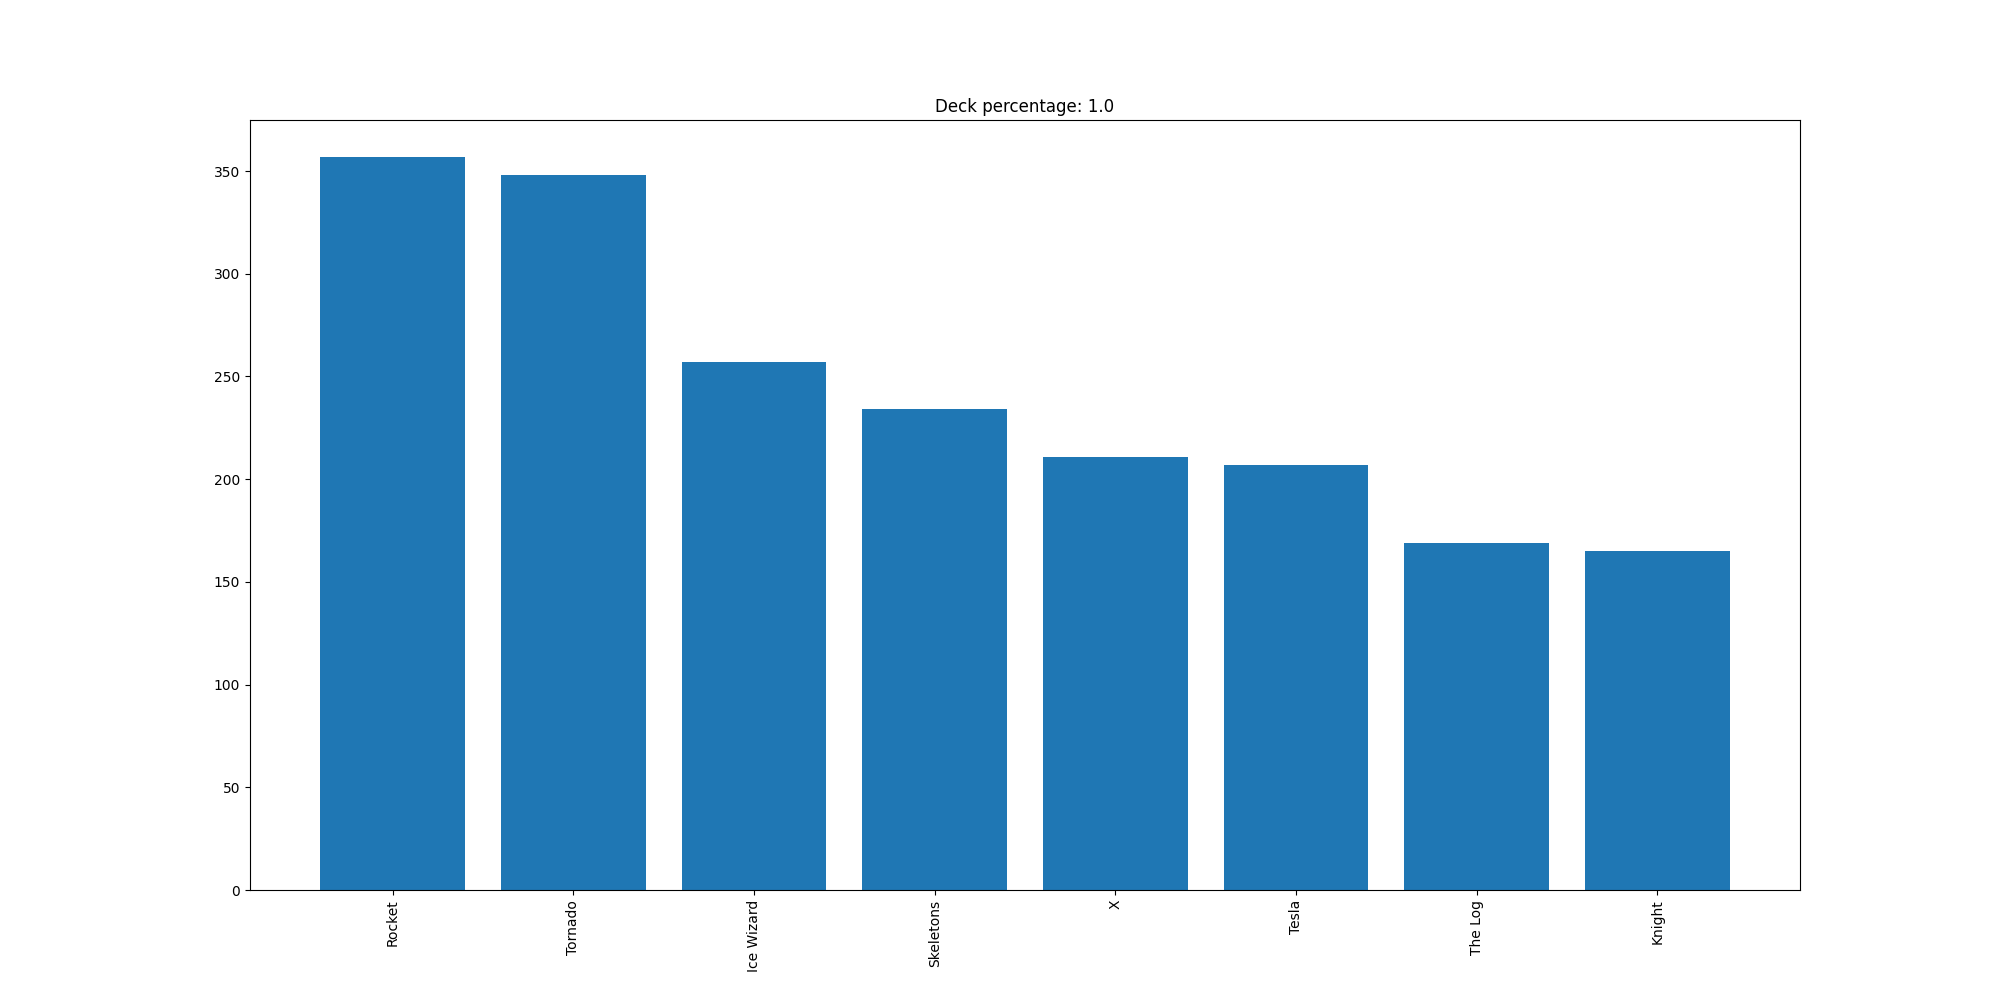 Deck percentage: 1.0
350
300
250
200
150
100
50
0
Rocket
Tornado
Ice Wizard
Skeletons
X
Tesla
The Log
Knight